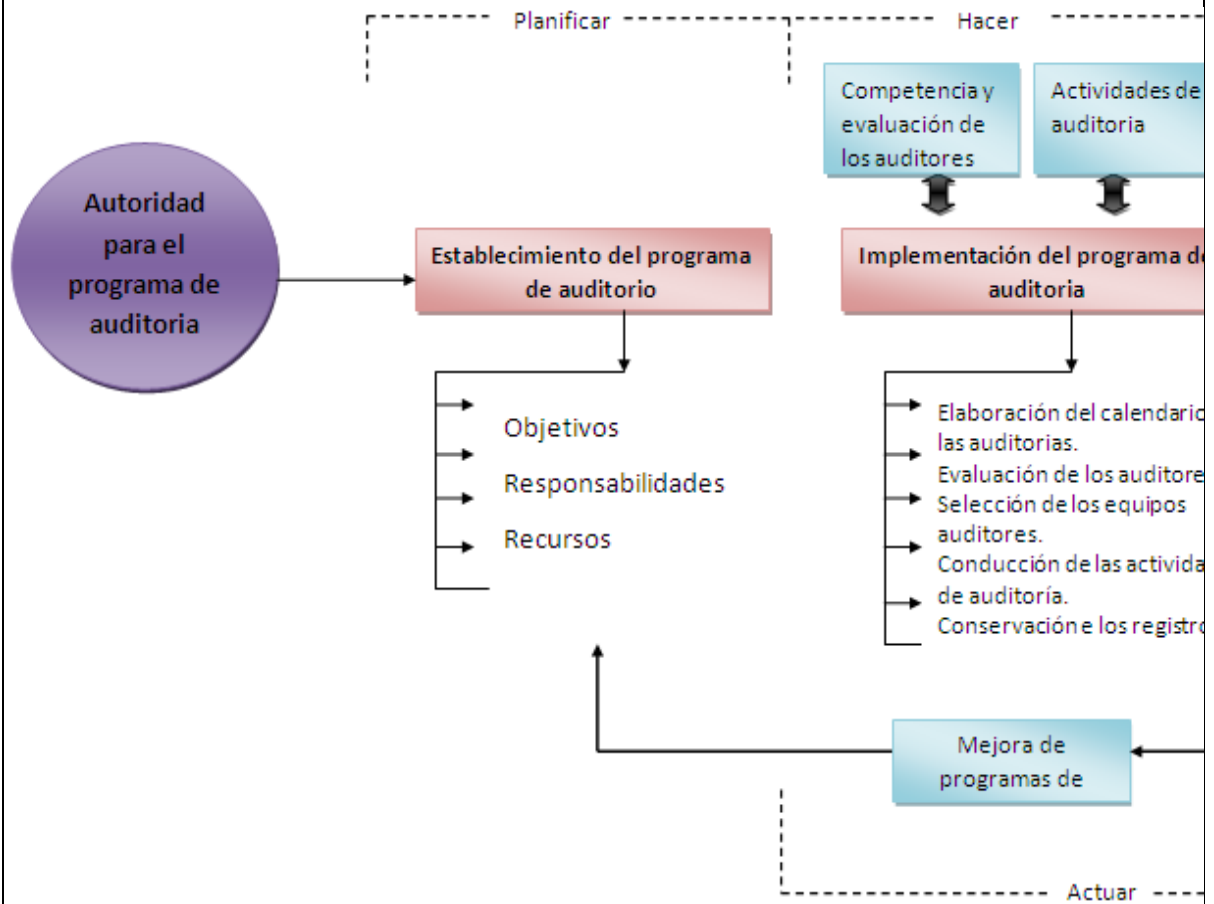 Planificar
Hacer
Competencia y
evaluación de
los auditores
Actividades de
auditoria
Autoridad
para el
programa de
auditoria
Establecimiento del programa
de auditorio
Implementación del programa de
auditoria
Objetivos
Responsabilidades
Recursos
Elaboración del calendario
las auditorias.
Evaluación de los auditore
Selección de los equipos
auditores.
Conducción de las activida
de auditoría.
Conservación e los registro
Mejora de
programas de
Actuar